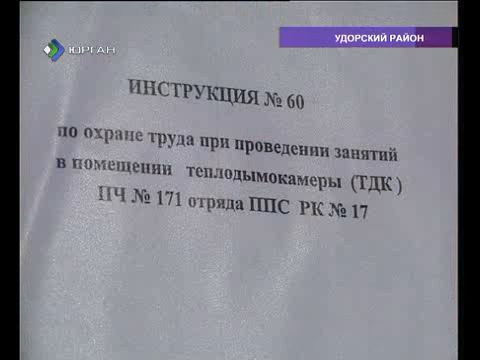 ЮРГАН
УДОРСКИЙ РАЙОН
ИНСТРУКЦИЯ № 60
по охране труда при проведении занятий
в помещении теплодымокамеры (ТДК )
ПЧ № 171 отряда ППС РК № 17